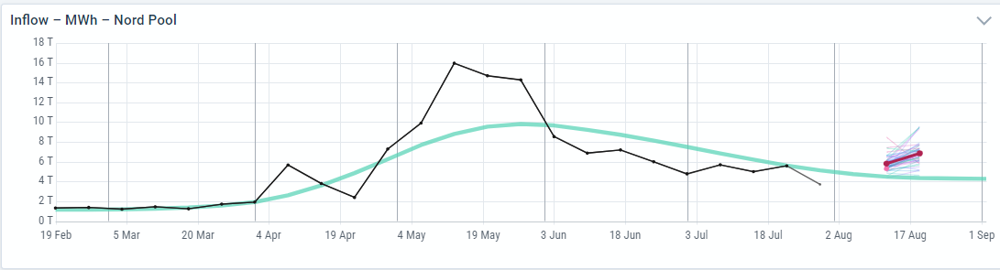 Inflow – MWh – Nord Pool
18 T
16 T
14 T
12 T
10 T
8 T
6 T
4 T
2 T
0 T
19 Feb 5 Mar 20 Mar 4 Apr 19 Apr 4 May 19 May 3 Jun 18 Jun 3 Jul 18 Jul 2 Aug 17 Aug 1 Sep